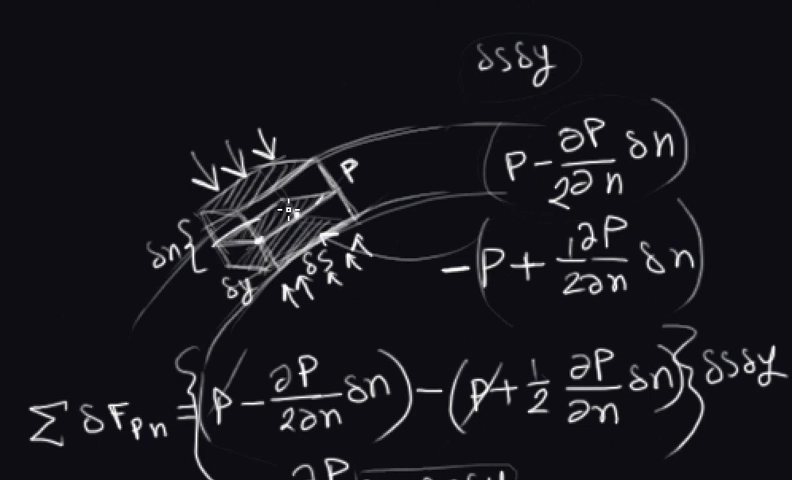 δsδy
P - ∂P/2∂n δn
P
δn
δs
- P + 1/2 ∂P/∂n δn
δy
Σ δF_Pn = { (P - ∂P/2∂n δn) - (P + 1/2 ∂P/∂n δn) } δsδy
∂P